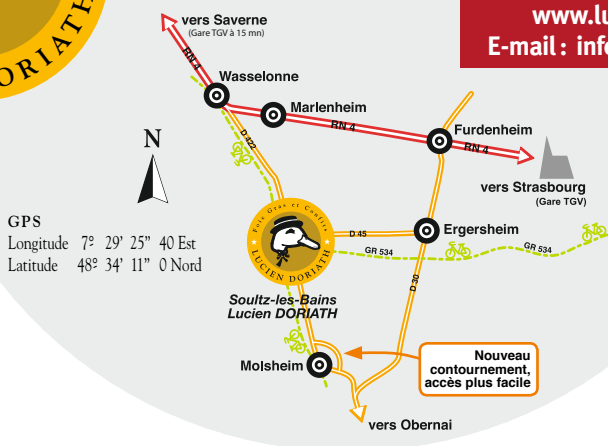 ORIATH
www.lu
E-mail : info
vers Saverne
(Gare TGV à 15 mn)
RN 4
Wasselonne
Marlenheim
RN 4
Furdenheim
RN 4
vers Strasbourg
(Gare TGV)
D 422
N
GPS
Longitude 7º 29' 25" 40 Est
Latitude 48º 34' 11" 0 Nord
Foie Gras et Confits
LUCIEN DORIATH
D 45
Ergersheim
GR 534
GR 534
D 30
Soultz-les-Bains
Lucien DORIATH
Molsheim
Nouveau
contournement,
accès plus facile
vers Obernai